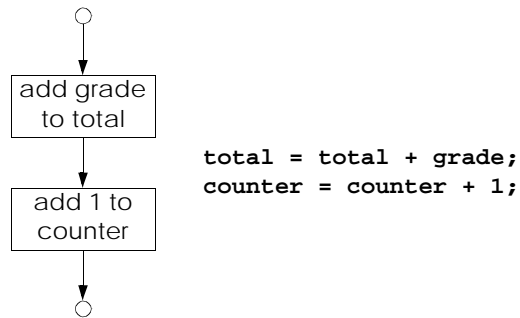 add grade
to total
add 1 to
counter
total = total + grade;
counter = counter + 1;